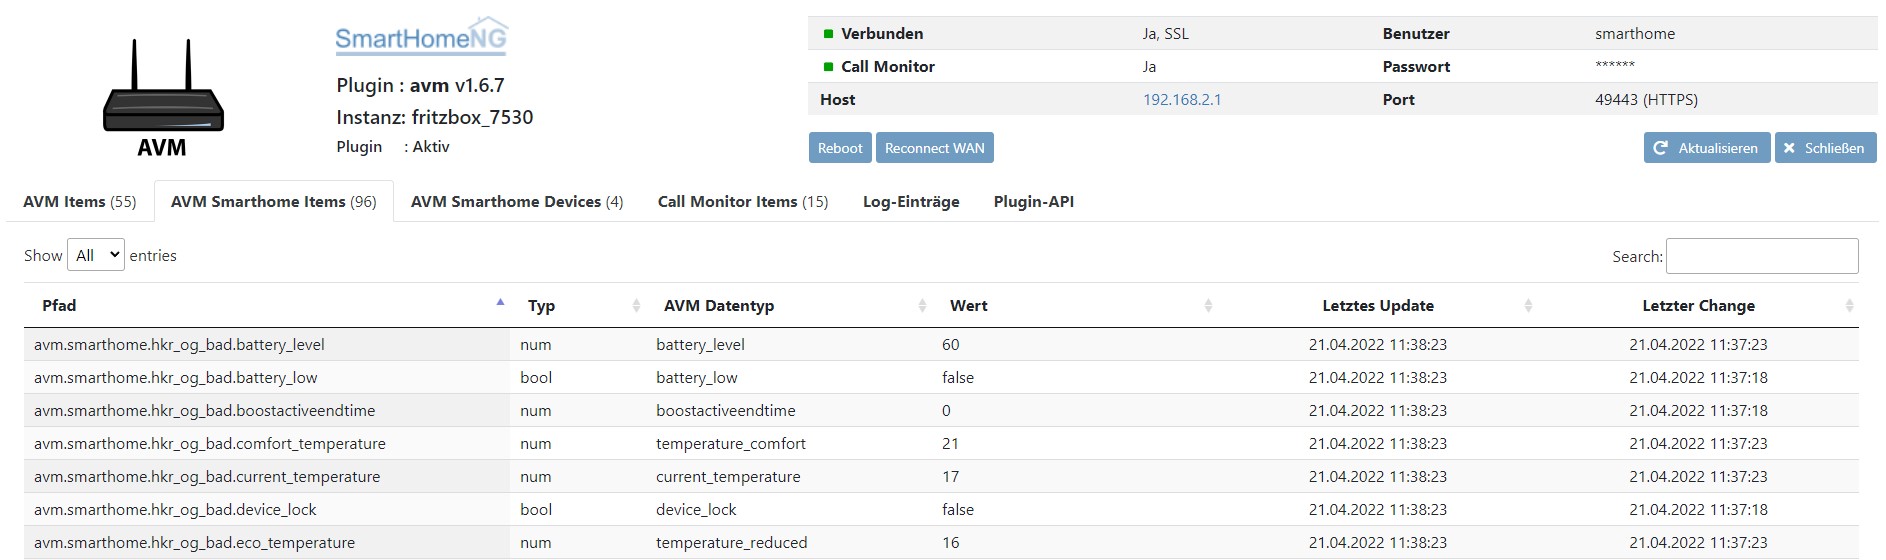 AVM
SmartHomeNG
Plugin : avm v1.6.7
Instanz: fritzbox_7530
Plugin : Aktiv
Verbunden Ja, SSL Benutzer smarthome
Call Monitor Ja Passwort ******
Host 192.168.2.1 Port 49443 (HTTPS)
Reboot Reconnect WAN Aktualisieren Schließen
AVM Items (55) AVM Smarthome Items (96) AVM Smarthome Devices (4) Call Monitor Items (15) Log-Einträge Plugin-API
Show All entries Search:
Pfad Typ AVM Datentyp Wert Letztes Update Letzter Change
avm.smarthome.hkr_og_bad.battery_level num battery_level 60 21.04.2022 11:38:23 21.04.2022 11:37:23
avm.smarthome.hkr_og_bad.battery_low bool battery_low false 21.04.2022 11:38:23 21.04.2022 11:37:18
avm.smarthome.hkr_og_bad.boostactiveendtime num boostactiveendtime 0 21.04.2022 11:38:23 21.04.2022 11:37:18
avm.smarthome.hkr_og_bad.comfort_temperature num temperature_comfort 21 21.04.2022 11:38:23 21.04.2022 11:37:23
avm.smarthome.hkr_og_bad.current_temperature num current_temperature 17 21.04.2022 11:38:23 21.04.2022 11:37:23
avm.smarthome.hkr_og_bad.device_lock bool device_lock false 21.04.2022 11:38:23 21.04.2022 11:37:18
avm.smarthome.hkr_og_bad.eco_temperature num temperature_reduced 16 21.04.2022 11:38:23 21.04.2022 11:37:23